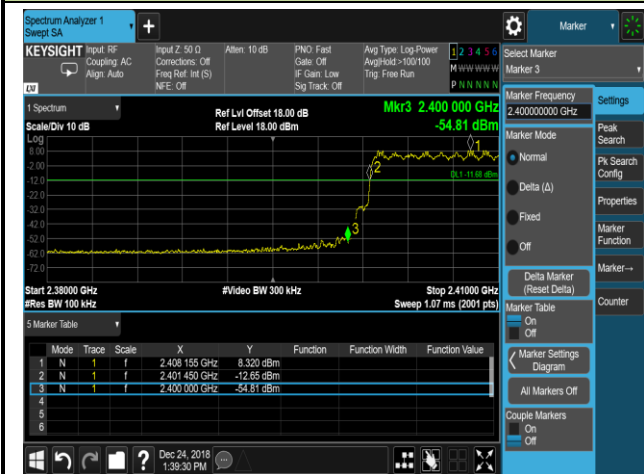 Spectrum Analyzer 1
Swept SA
+
Marker
KEYSIGHT
LXI
Input: RF
Coupling: AC
Align: Auto
Input Z: 50 Ω
Corrections: Off
Freq Ref: Int (S)
NFE: Off
Atten: 10 dB
PNO: Fast
Gate: Off
IF Gain: Low
Sig Track: Off
Avg Type: Log-Power
Avg|Hold:>100/100
Trig: Free Run
1 2 3 4 5 6
M W W W W W
P N N N N N
Select Marker
Marker 3
1 Spectrum
Scale/Div 10 dB
Ref Lvl Offset 18.00 dB
Ref Level 18.00 dBm
Mkr3 2.400 000 GHz
-54.81 dBm
Log
8.00
-2.00
-12.0
-22.0
-32.0
-42.0
-52.0
-62.0
-72.0
1
2
DL1 -11.68 dBm
3
Start 2.38000 GHz
#Video BW 300 kHz
Stop 2.41000 GHz
#Res BW 100 kHz
Sweep 1.07 ms (2001 pts)
5 Marker Table
Mode Trace Scale X Y Function Function Width Function Value
1 N 1 f 2.408 155 GHz 8.320 dBm
2 N 1 f 2.401 450 GHz -12.65 dBm
3 N 1 f 2.400 000 GHz -54.81 dBm
4
5
6
Marker Frequency
2.400000000 GHz
Marker Mode
Normal
Delta (Δ)
Fixed
Off
Delta Marker
(Reset Delta)
Marker Table
On
Off
Marker Settings
Diagram
All Markers Off
Couple Markers
On
Off
Settings
Peak
Search
Pk Search
Config
Properties
Marker
Function
Marker→
Counter
?
Dec 24, 2018
1:39:30 PM